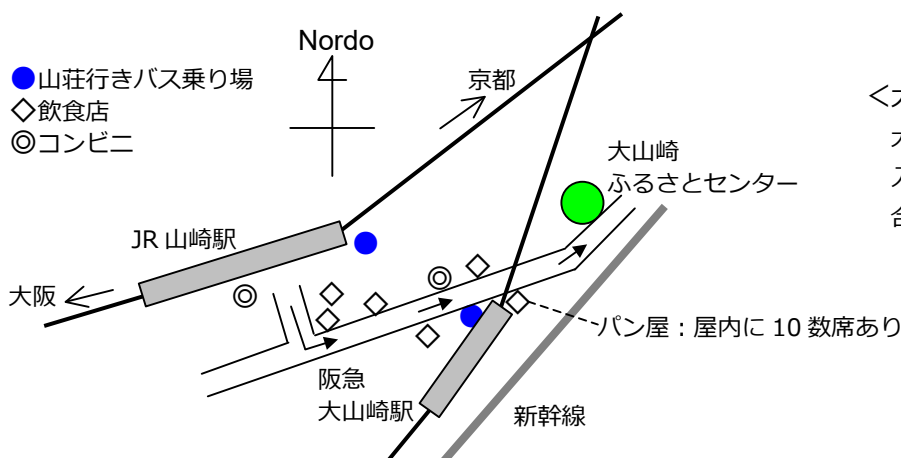 Nordo
●山荘行きバス乗り場
◇飲食店
◎コンビニ
京都
大山崎
ふるさとセンター
JR 山崎駅
大阪
パン屋：屋内に 10 数席あり
阪急
大山崎駅
新幹線